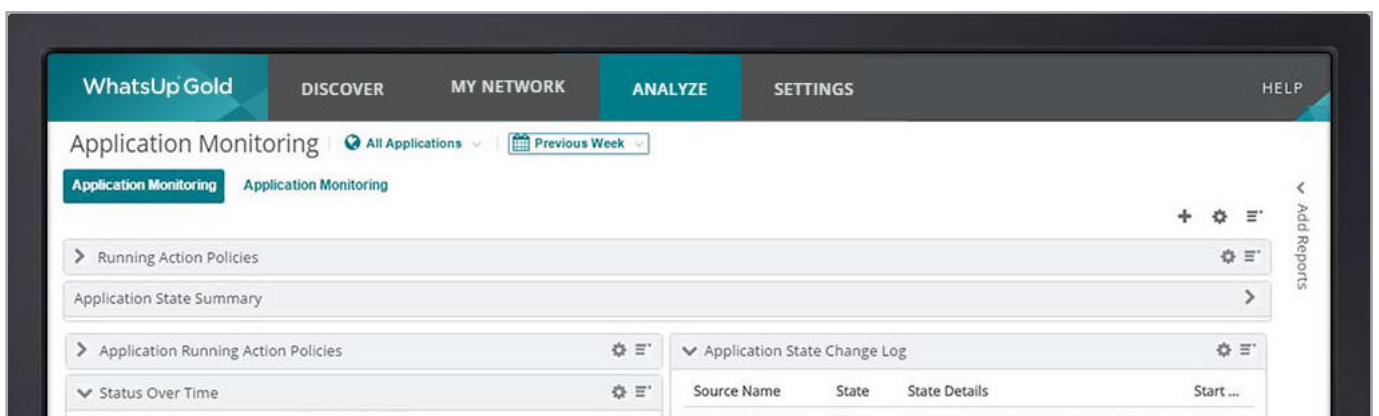 WhatsUp Gold DISCOVER MY NETWORK ANALYZE SETTINGS HELP
Application Monitoring All Applications Previous Week
Application Monitoring Application Monitoring
Add Reports
Running Action Policies
Application State Summary
Application Running Action Policies
Application State Change Log
Status Over Time
Source Name State State Details Start ...